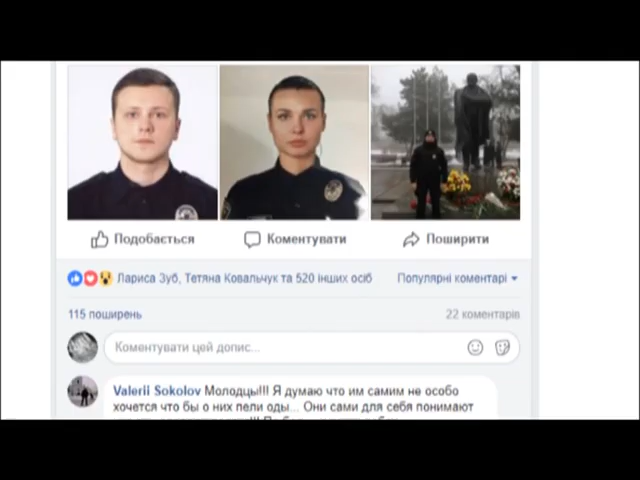 Подобається
Коментувати
Поширити
Лариса Зуб, Тетяна Ковальчук та 520 інших осіб
Популярні коментарі
115 поширень
22 коментарів
Коментувати цей допис...
Valerii Sokolov Молодцы!!! Я думаю что им самим не особо
хочется что бы о них пели оды... Они сами для себя понимают